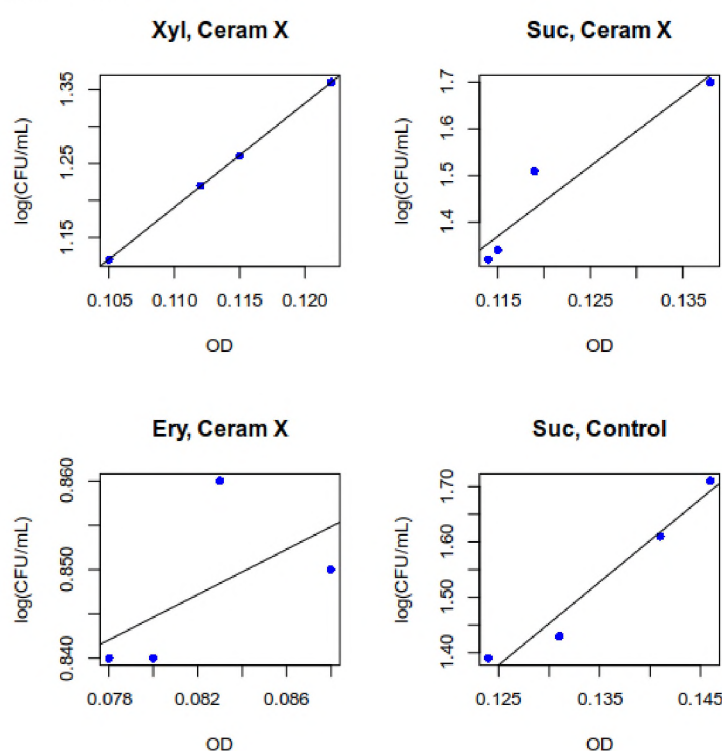 Xyl, Ceram X
log(CFU/mL)
1.15 1.25 1.35
0.105 0.110 0.115 0.120
OD
Suc, Ceram X
log(CFU/mL)
1.4 1.5 1.6 1.7
0.115 0.125 0.135
OD
Ery, Ceram X
log(CFU/mL)
0.840 0.850 0.860
0.078 0.082 0.086
OD
Suc, Control
log(CFU/mL)
1.40 1.50 1.60 1.70
0.125 0.135 0.145
OD